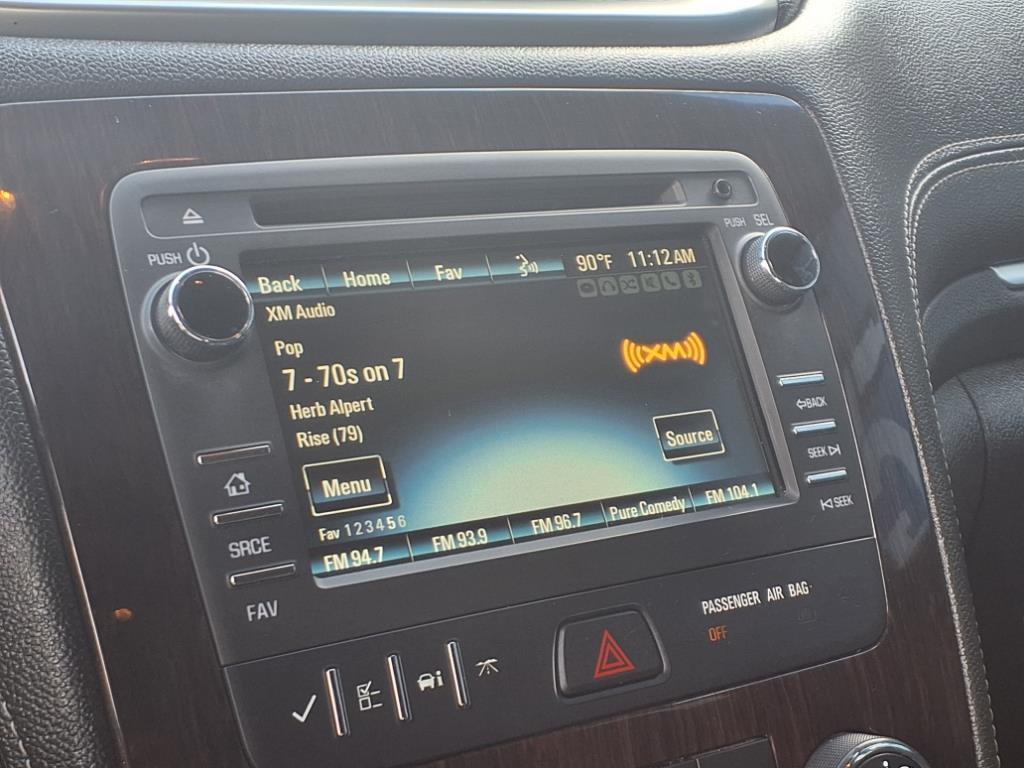 PUSH SEL
PUSH
Back Home Fav 90°F 11:12 AM
XM Audio
Pop
7 - 70s on 7
XM
Herb Alpert
Rise (79)
Source
Menu
Fav 1 2 3 4 5 6
FM 94.7 FM 93.9 FM 96.7 Pure Comedy FM 104.1
BACK
SEEK
SEEK
SRCE
FAV
PASSENGER AIR BAG
OFF